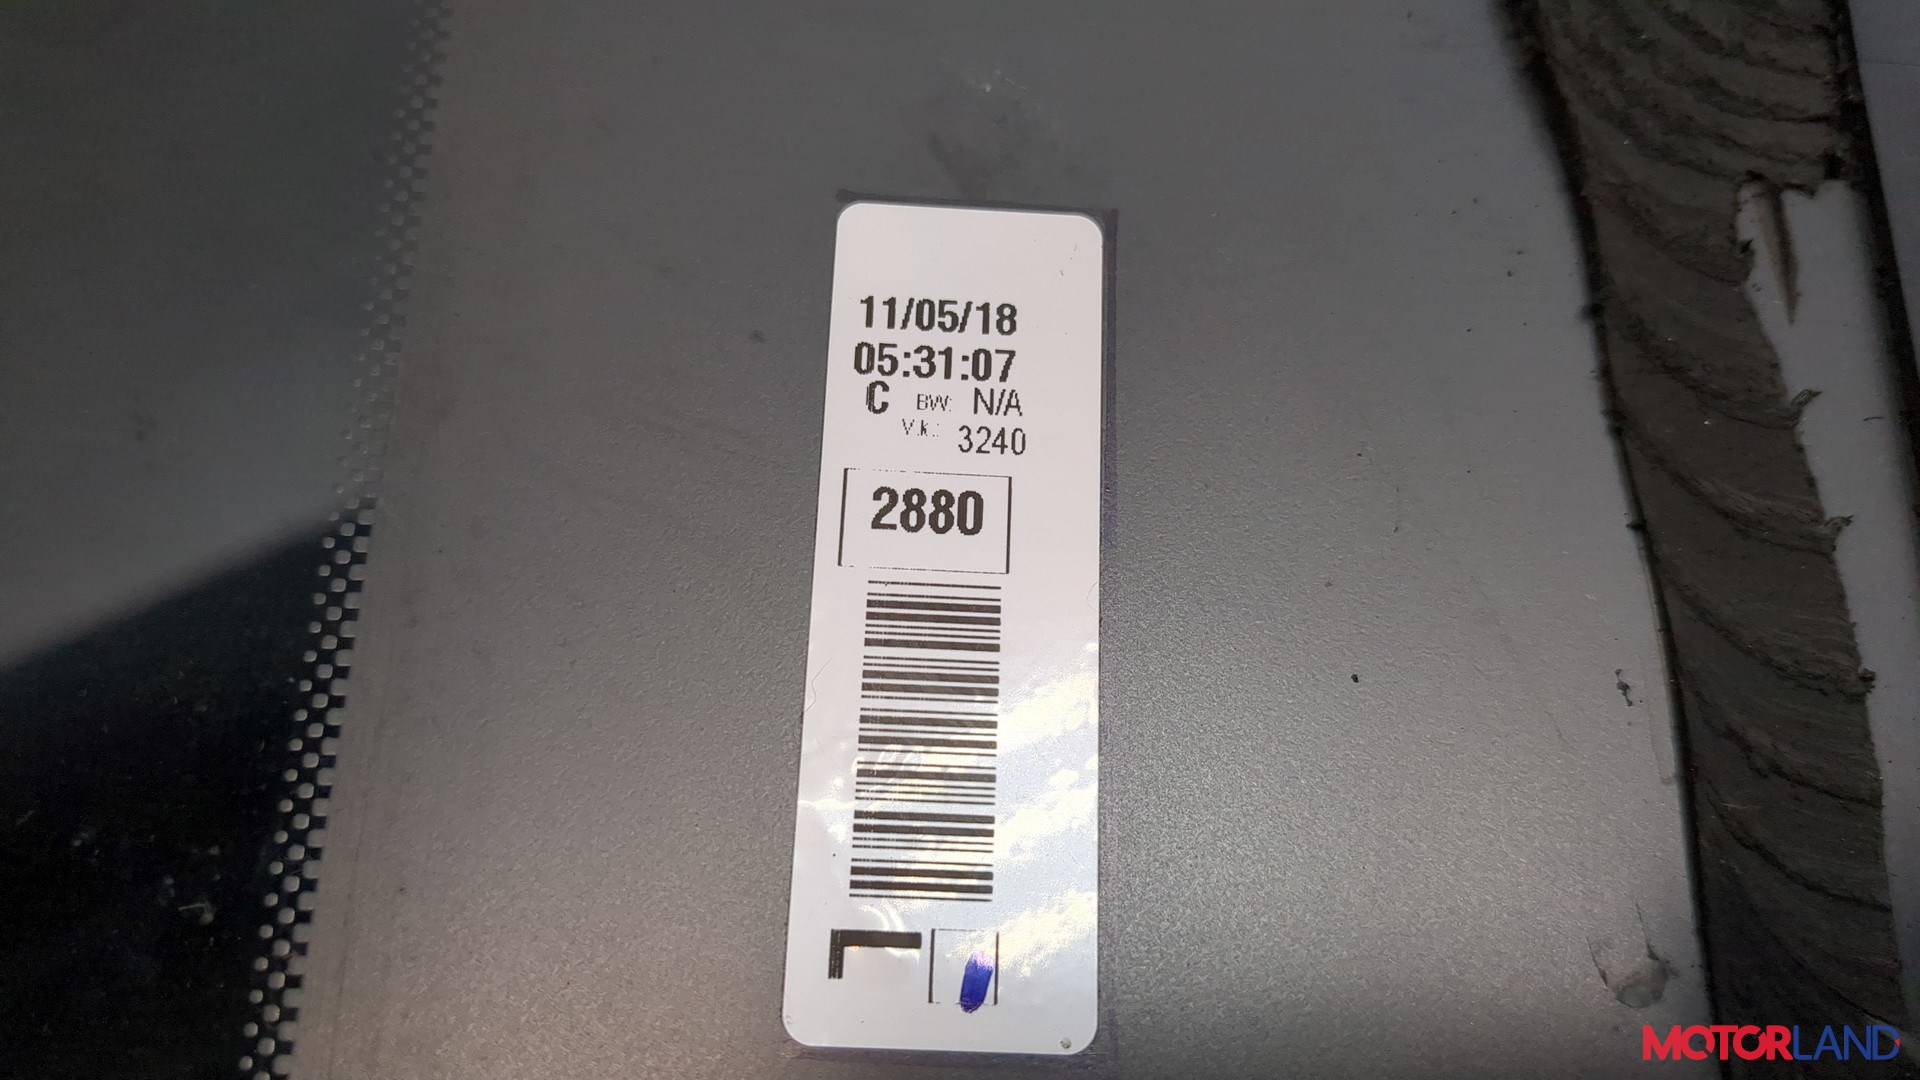 11/05/18
05:31:07
C BW: N/A
V.K.: 3240
2880
L
MOTORLAND